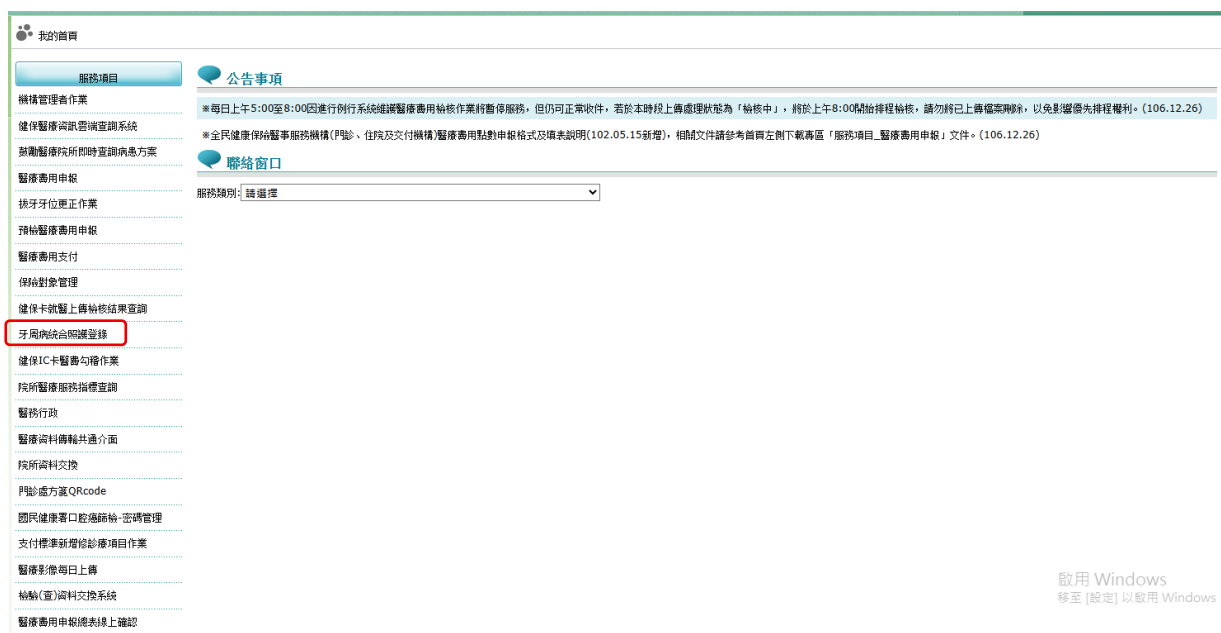 我的首頁
服務項目
機構管理者作業
健保醫療資訊雲端查詢系統
鼓勵醫療院所即時查詢病患方案
醫療費用申報
拔牙牙位更正作業
預檢醫療費用申報
醫療費用支付
保險對象管理
健保卡就醫上傳檢核結果查詢
牙周病統合照護登錄
健保IC卡醫費勾稽作業
院所醫療服務指標查詢
醫務行政
醫療資料傳輸共通介面
院所資料交換
門診處方箋QRcode
國民健康署口腔癌篩檢-密碼管理
支付標準新增修診療項目作業
醫療影像每日上傳
檢驗(查)資料交換系統
醫療費用申報總表線上確認
公告事項
※每日上午5:00至8:00因進行例行系統維護醫療費用檢核作業將暫停服務，但仍可正常收件，若於本時段上傳處理狀態為「檢核中」，將於上午8:00開始排程檢核，請勿將已上傳檔案刪除，以免影響優先排程權利。(106.12.26)
※全民健康保險醫事服務機構(門診、住院及交付機構)醫療費用點數申報格式及填表說明(102.05.15新增)，相關文件請參考首頁左側下載專區「服務項目_醫療費用申報」文件。(106.12.26)
聯絡窗口
服務類別: 請選擇
啟用 Windows
移至 [設定] 以啟用 Windows